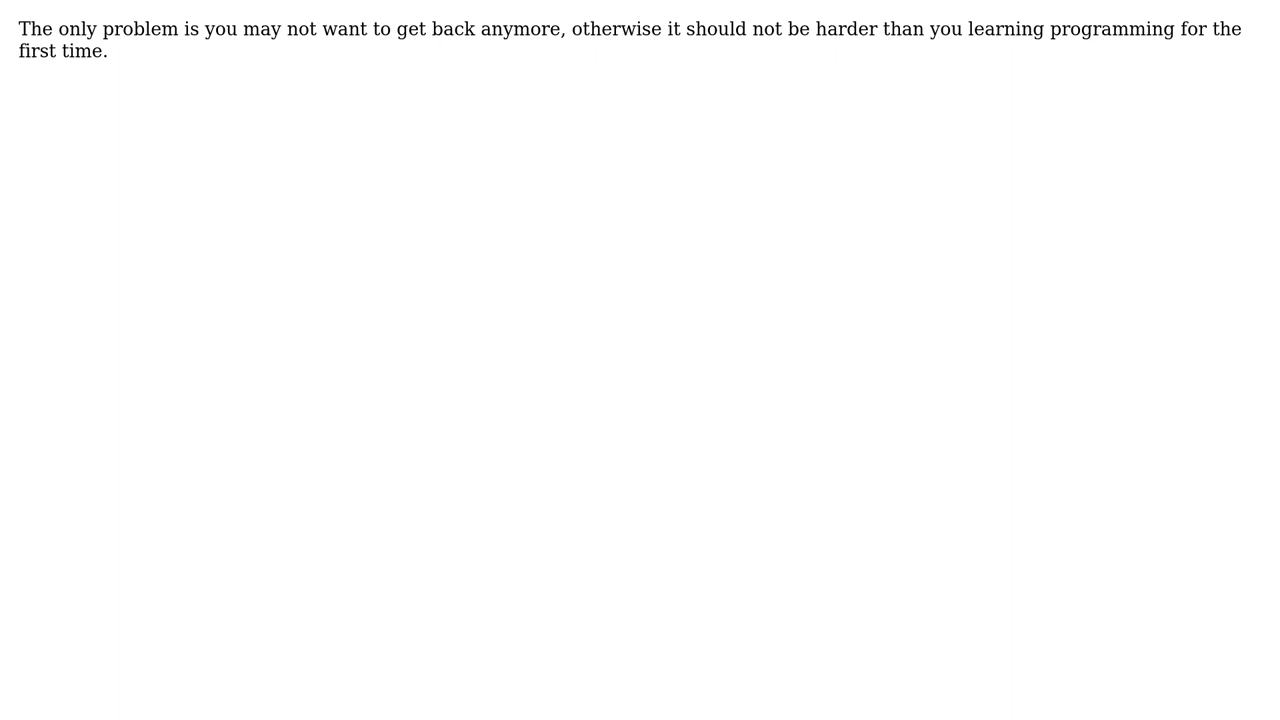 The only problem is you may not want to get back anymore, otherwise it should not be harder than you learning programming for the
first time.